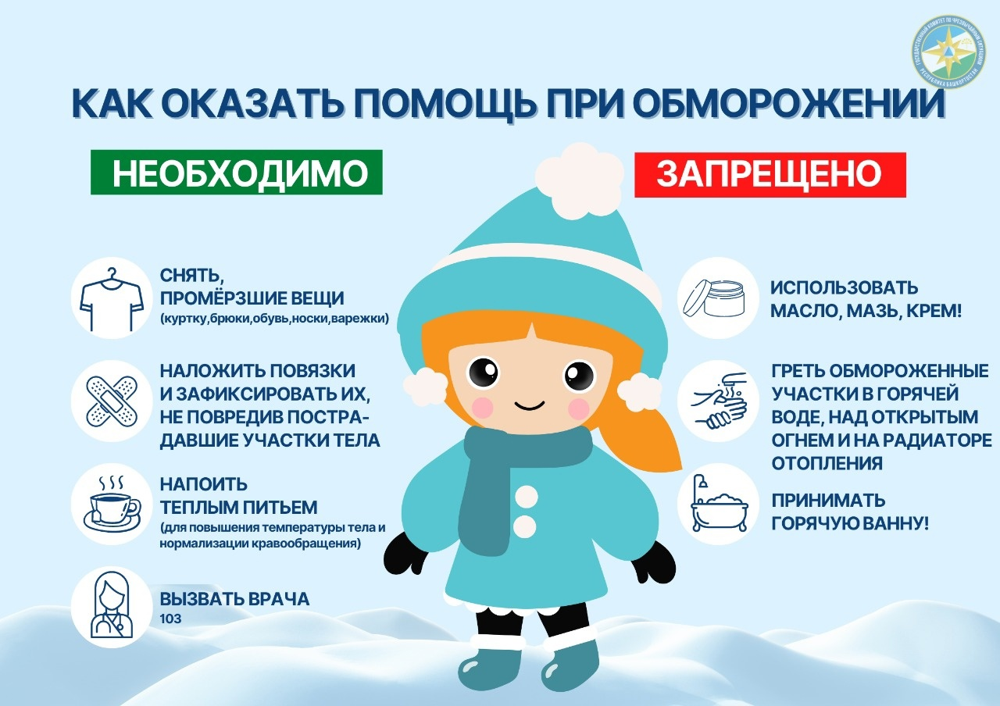 ГОСУДАРСТВЕННЫЙ КОМИТЕТ ПО ЧРЕЗВЫЧАЙНЫМ СИТУАЦИЯМ
РЕСПУБЛИКА БАШКОРТОСТАН
КАК ОКАЗАТЬ ПОМОЩЬ ПРИ ОБМОРОЖЕНИИ
НЕОБХОДИМО
СНЯТЬ,
ПРОМЁРЗШИЕ ВЕЩИ
(куртку,брюки,обувь,носки,варежки)
НАЛОЖИТЬ ПОВЯЗКИ
И ЗАФИКСИРОВАТЬ ИХ,
НЕ ПОВРЕДИВ ПОСТРА-
ДАВШИЕ УЧАСТКИ ТЕЛА
НАПОИТЬ
ТЕПЛЫМ ПИТЬЕМ
(для повышения температуры тела и
нормализации кравообращения)
ВЫЗВАТЬ ВРАЧА
103
ЗАПРЕЩЕНО
ИСПОЛЬЗОВАТЬ
МАСЛО, МАЗЬ, КРЕМ!
ГРЕТЬ ОБМОРОЖЕННЫЕ
УЧАСТКИ В ГОРЯЧЕЙ
ВОДЕ, НАД ОТКРЫТЫМ
ОГНЕМ И НА РАДИАТОРЕ
ОТОПЛЕНИЯ
ПРИНИМАТЬ
ГОРЯЧУЮ ВАННУ!